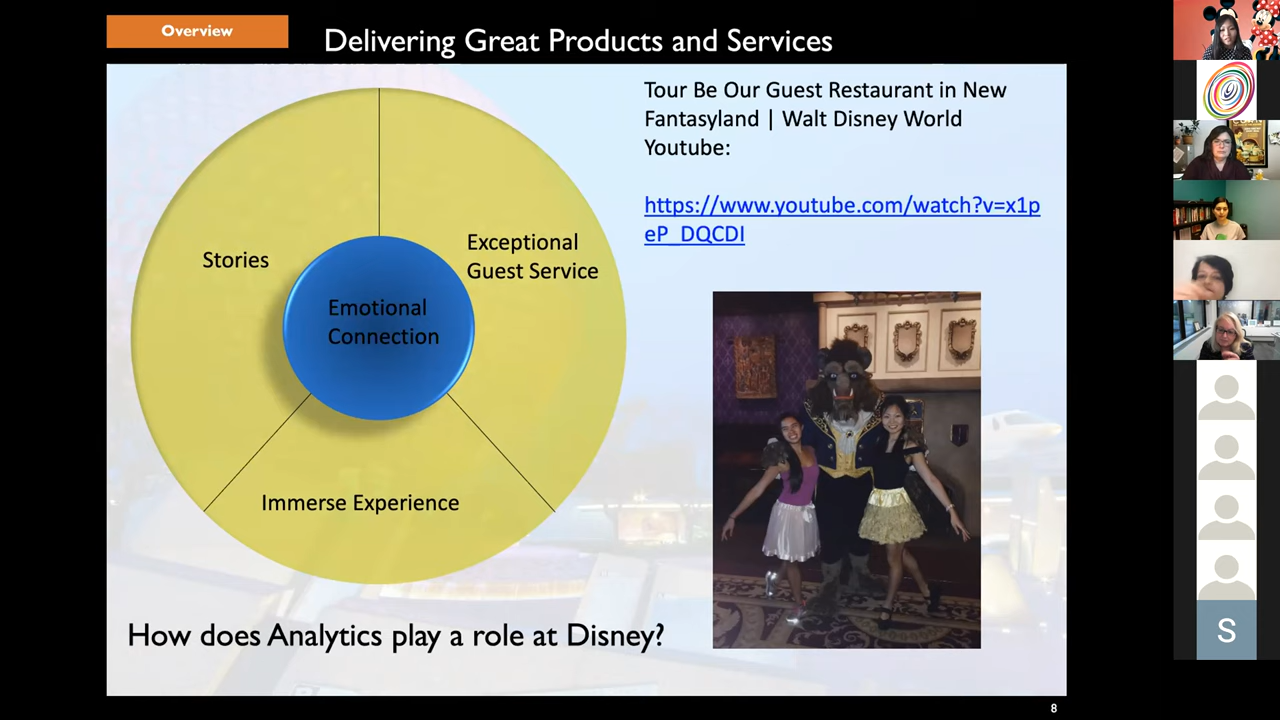 Overview
Delivering Great Products and Services
Stories
Exceptional
Guest Service
Emotional
Connection
Immerse Experience
How does Analytics play a role at Disney?
Tour Be Our Guest Restaurant in New
Fantasyland | Walt Disney World
Youtube:
https://www.youtube.com/watch?v=x1p
eP_DQCDI
8
S